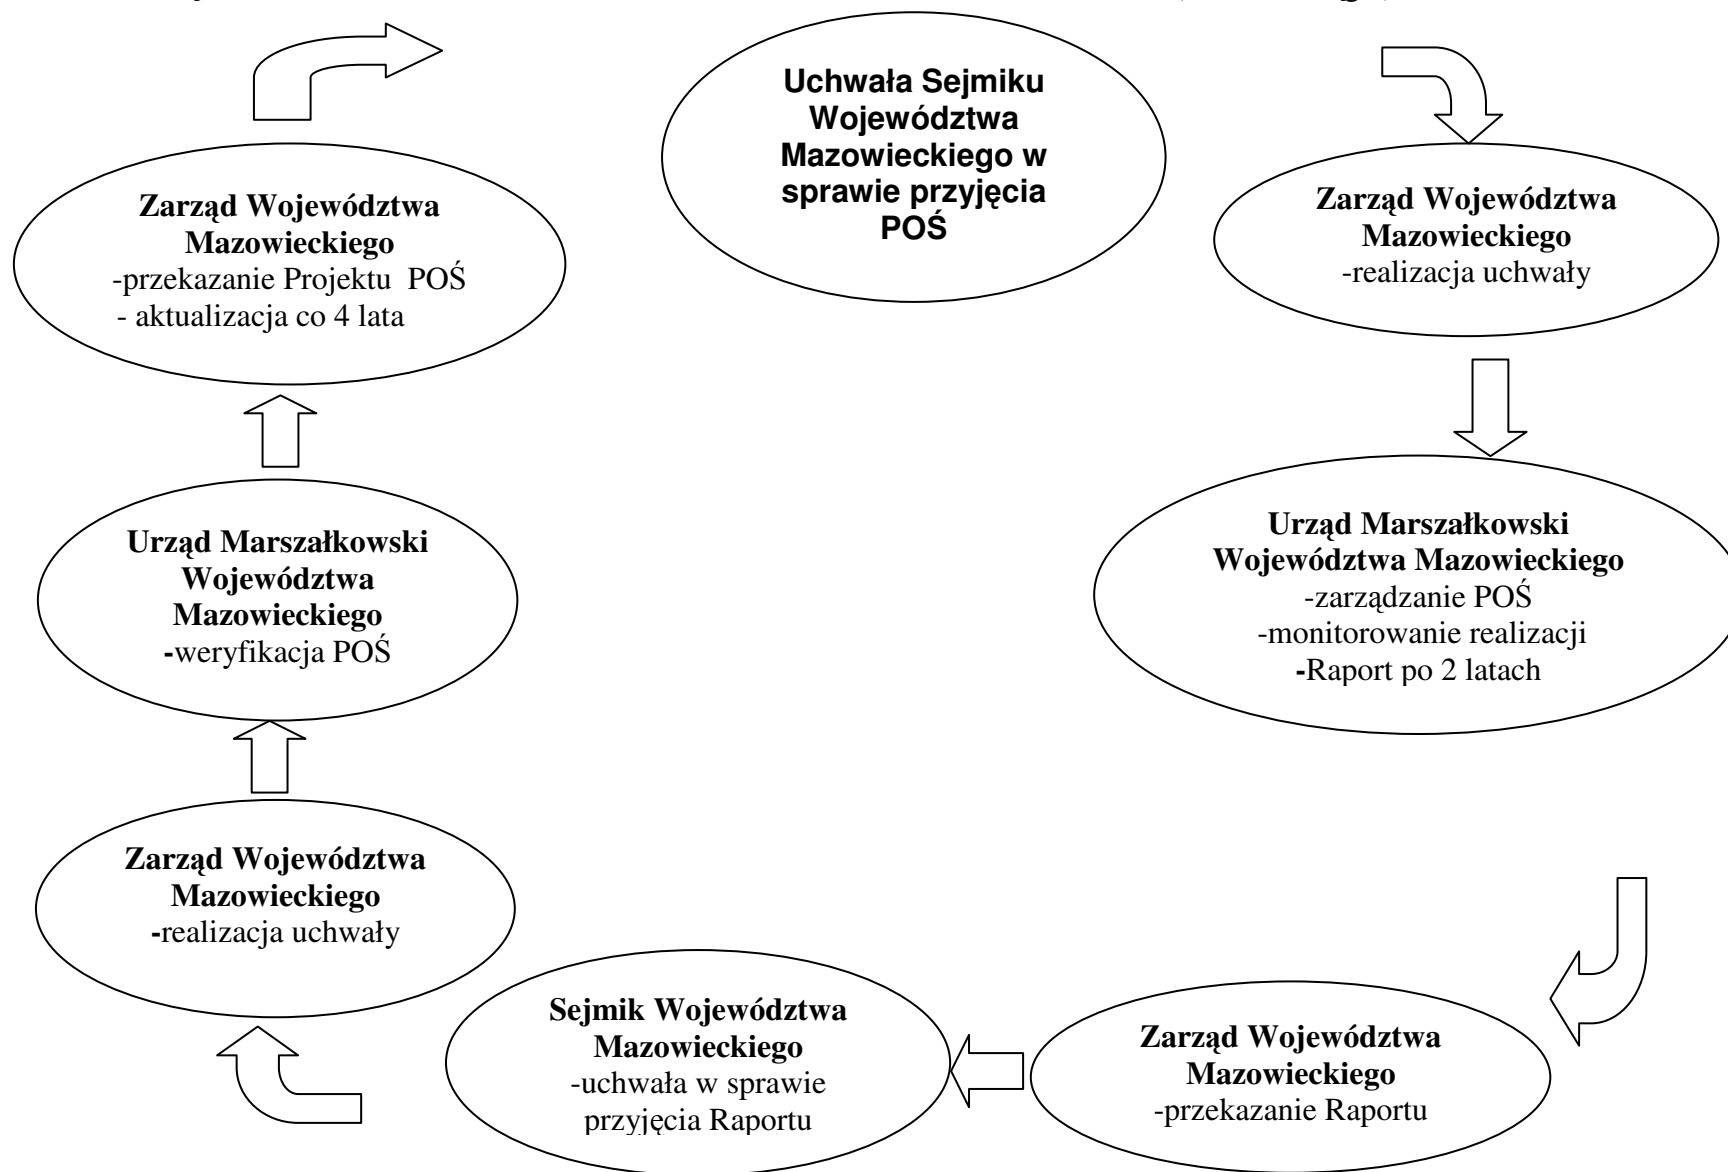 Uchwała Sejmiku
Województwa
Mazowieckiego w
sprawie przyjęcia
POŚ
Zarząd Województwa
Mazowieckiego
-realizacja uchwały
Urząd Marszałkowski
Województwa Mazowieckiego
-zarządzanie POŚ
-monitorowanie realizacji
-Raport po 2 latach
Zarząd Województwa
Mazowieckiego
-przekazanie Raportu
Sejmik Województwa
Mazowieckiego
-uchwała w sprawie
przyjęcia Raportu
Zarząd Województwa
Mazowieckiego
-realizacja uchwały
Urząd Marszałkowski
Województwa
Mazowieckiego
-weryfikacja POŚ
Zarząd Województwa
Mazowieckiego
-przekazanie Projektu POŚ
- aktualizacja co 4 lata